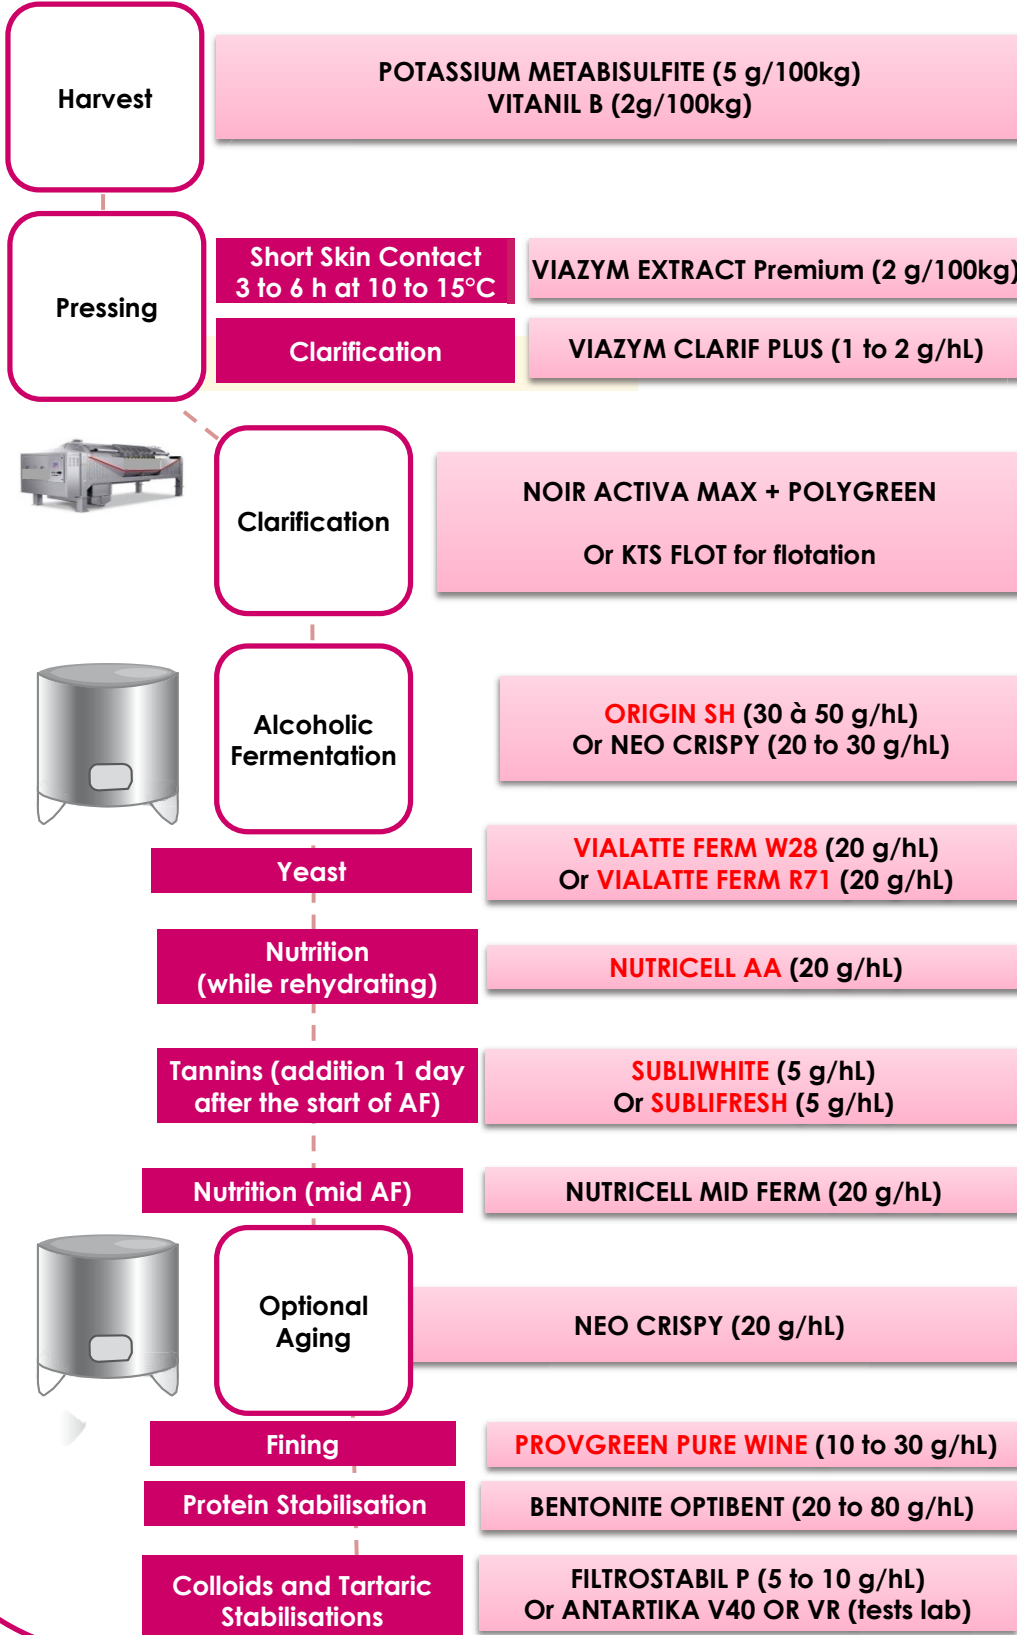 Harvest
POTASSIUM METABISULFITE (5 g/100kg)
VITANIL B (2g/100kg)
Pressing
Short Skin Contact
3 to 6 h at 10 to 15°C
VIAZYM EXTRACT Premium (2 g/100kg)
Clarification
VIAZYM CLARIF PLUS (1 to 2 g/hL)
Clarification
NOIR ACTIVA MAX + POLYGREEN
Or KTS FLOT for flotation
Alcoholic
Fermentation
ORIGIN SH (30 à 50 g/hL)
Or NEO CRISPY (20 to 30 g/hL)
Yeast
VIALATTE FERM W28 (20 g/hL)
Or VIALATTE FERM R71 (20 g/hL)
Nutrition
(while rehydrating)
NUTRICELL AA (20 g/hL)
Tannins (addition 1 day
after the start of AF)
SUBLIWHITE (5 g/hL)
Or SUBLIFRESH (5 g/hL)
Nutrition (mid AF)
NUTRICELL MID FERM (20 g/hL)
Optional
Aging
NEO CRISPY (20 g/hL)
Fining
PROVGREEN PURE WINE (10 to 30 g/hL)
Protein Stabilisation
BENTONITE OPTIBENT (20 to 80 g/hL)
Colloids and Tartaric
Stabilisations
FILTROSTABIL P (5 to 10 g/hL)
Or ANTARTIKA V40 OR VR (tests lab)